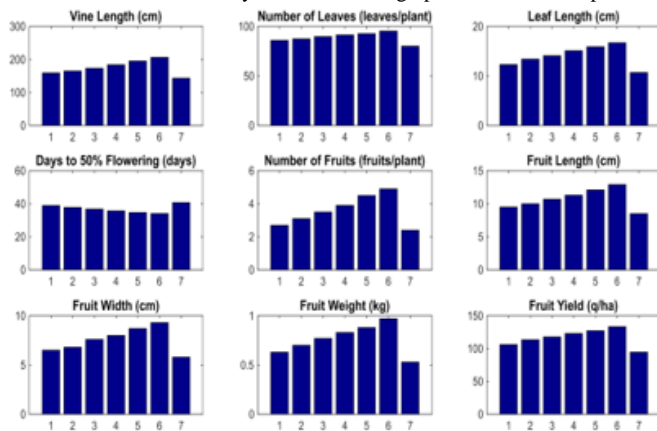 Vine Length (cm)
300
200
100
0
1 2 3 4 5 6 7
Number of Leaves (leaves/plant)
100
50
0
1 2 3 4 5 6 7
Leaf Length (cm)
20
10
0
1 2 3 4 5 6 7
Days to 50% Flowering (days)
60
40
20
0
1 2 3 4 5 6 7
Number of Fruits (fruits/plant)
6
4
2
0
1 2 3 4 5 6 7
Fruit Length (cm)
15
10
5
0
1 2 3 4 5 6 7
Fruit Width (cm)
10
5
0
1 2 3 4 5 6 7
Fruit Weight (kg)
1
0.5
0
1 2 3 4 5 6 7
Fruit Yield (q/ha)
150
100
50
0
1 2 3 4 5 6 7